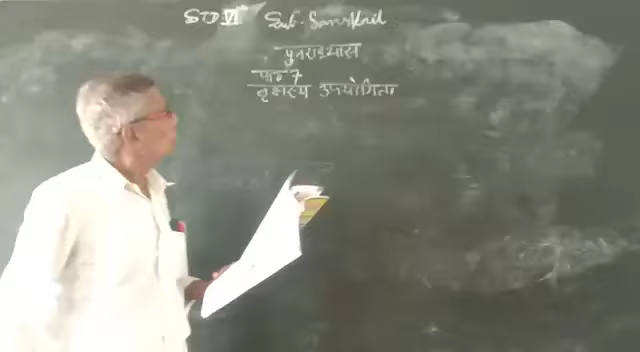 STD VI Sub- Sanskrit
पुनराभ्यास
पाठ 7
वृक्षस्य उपयोगिता